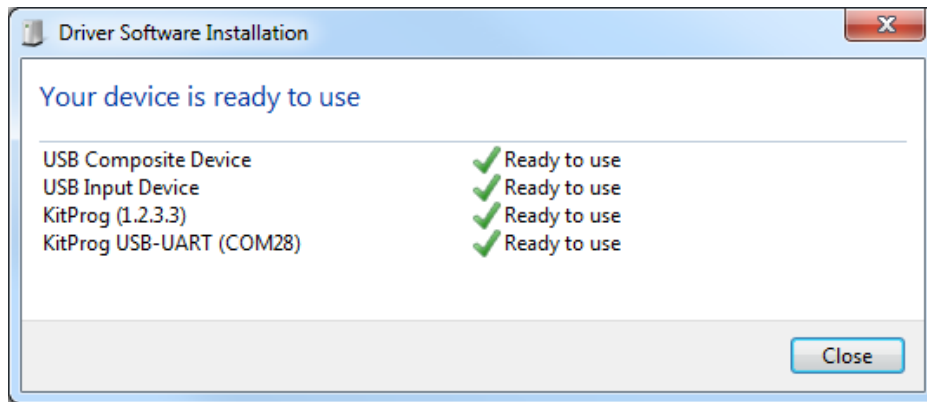 Driver Software Installation
Your device is ready to use
USB Composite Device Ready to use
USB Input Device Ready to use
KitProg (1.2.3.3) Ready to use
KitProg USB-UART (COM28) Ready to use
Close